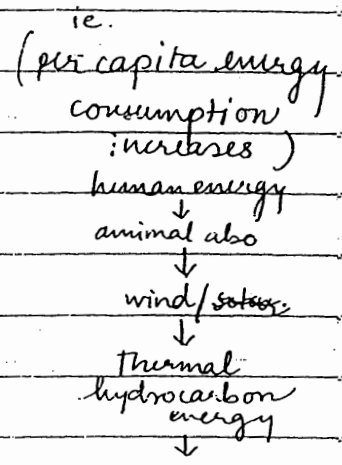 ie.
(per capita energy
consumption
increases)
human energy
↓
animal also
↓
wind/
↓
Thermal
hydrocarbon
energy
↓